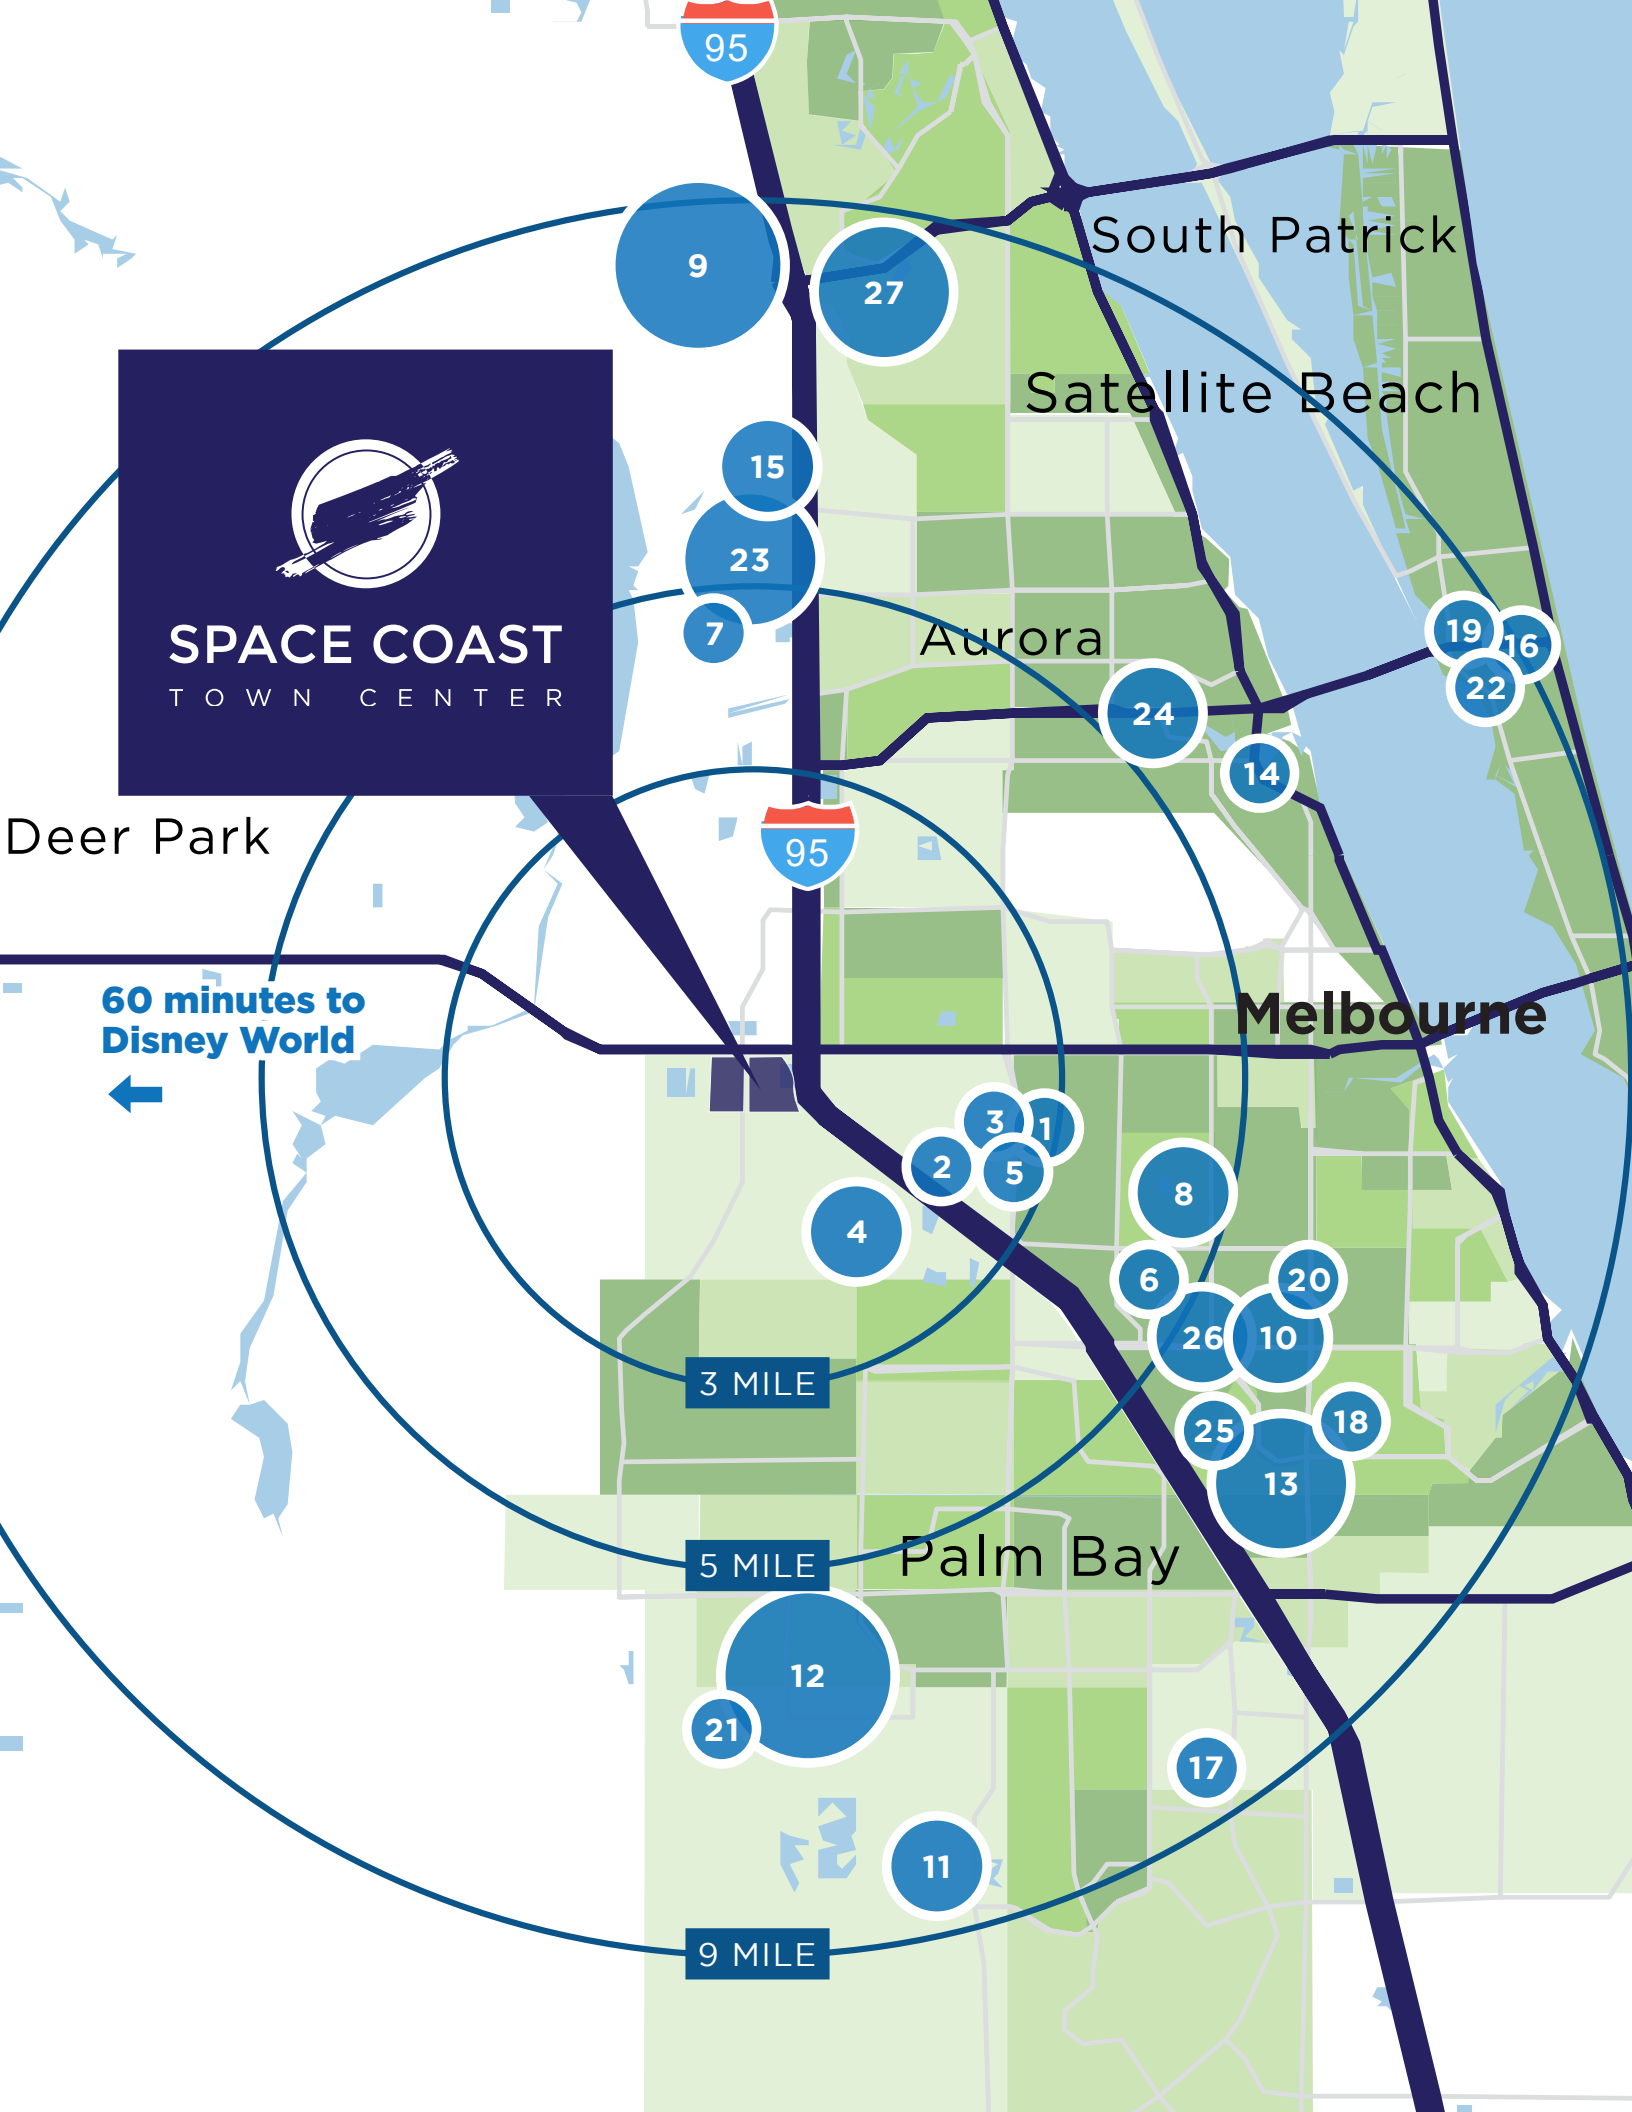 95
South Patrick
9
27
Satellite Beach
15
23
7
19
16
Aurora
SPACE COAST
TOWN CENTER
22
24
14
Deer Park
95
60 minutes to
Disney World
Melbourne
3
1
2
5
8
4
6
20
26
10
3 MILE
25
18
13
5 MILE
Palm Bay
12
21
17
11
9 MILE